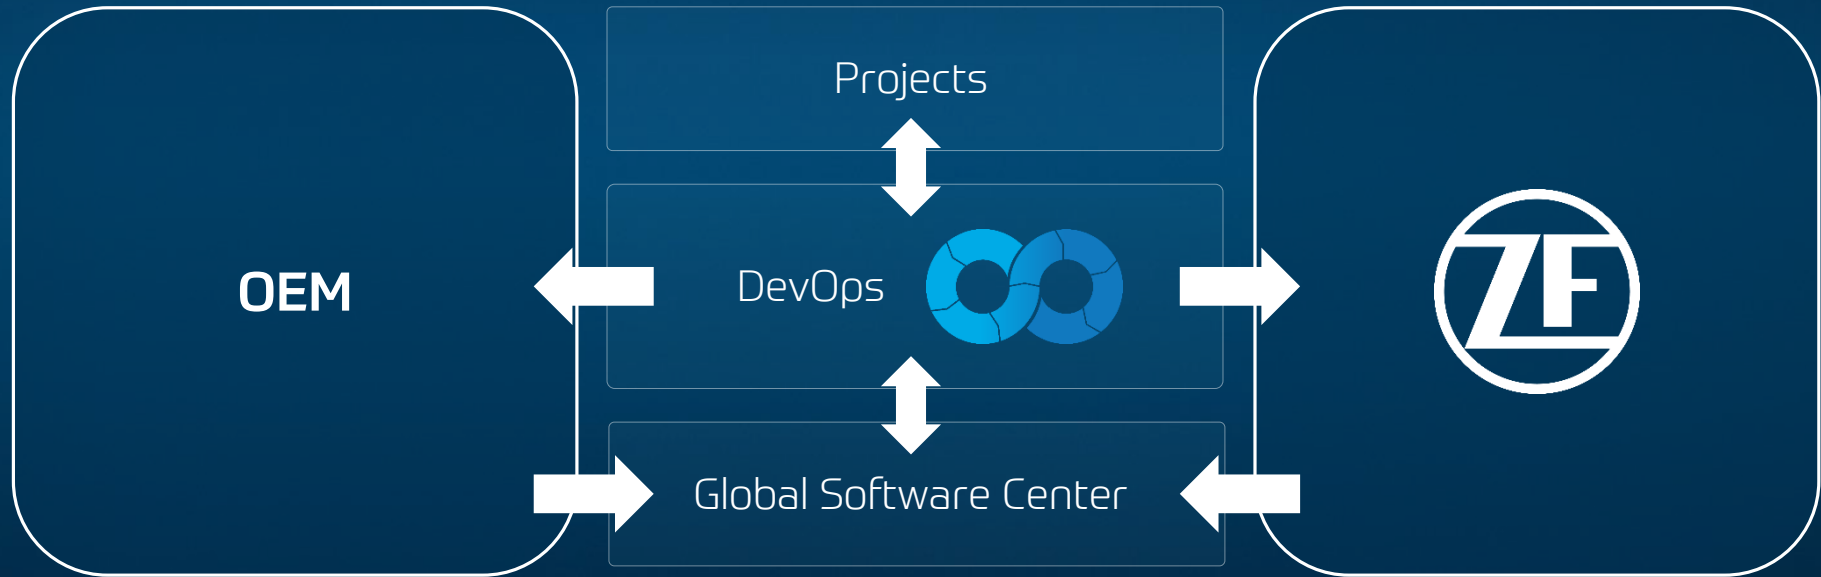 Projects
OEM
DevOps
ZF
Global Software Center